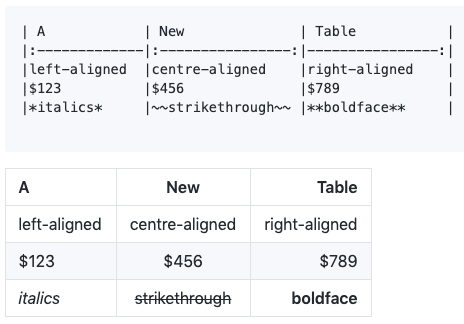 | A            | New              | Table           |
|:-------------|:----------------:|----------------:|
|left-aligned  |centre-aligned    |right-aligned    |
|$123          |$456              |$789             |
|*italics*     |~~strikethrough~~ |**boldface**     |
A New Table
left-aligned centre-aligned right-aligned
$123 $456 $789
italics strikethrough boldface